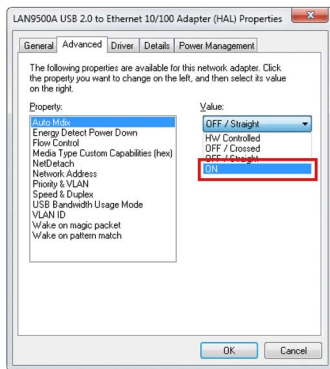 LAN9500A USB 2.0 to Ethernet 10/100 Adapter (HAL) Properties
General Advanced Driver Details Power Management
The following properties are available for this network adapter. Click
the property you want to change on the left, and then select its value
on the right.
Property:
Auto Mdix
Energy Detect Power Down
Flow Control
Media Type Custom Capabilities (hex)
NetDetach
Network Address
Priority & VLAN
Speed & Duplex
USB Bandwidth Usage Mode
VLAN ID
Wake on magic packet
Wake on pattern match
Value:
OFF / Straight
HW Controlled
OFF / Crossed
OFF / Straight
ON
OK Cancel